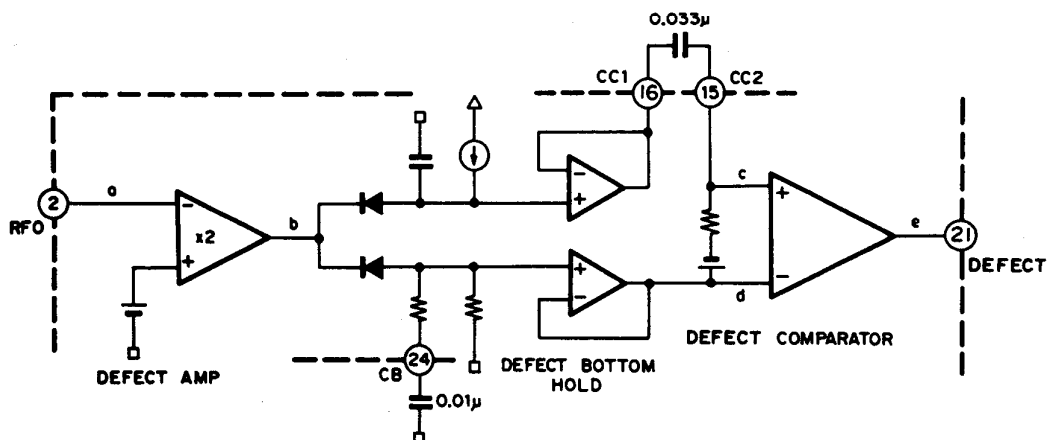 0.033µ
CC1
16
15
CC2
2
RFO
a
-
x2
+
b
-
+
c
+
-
e
21
DEFECT
+
-
d
DEFECT COMPARATOR
DEFECT AMP
24
CB
0.01µ
DEFECT BOTTOM
HOLD